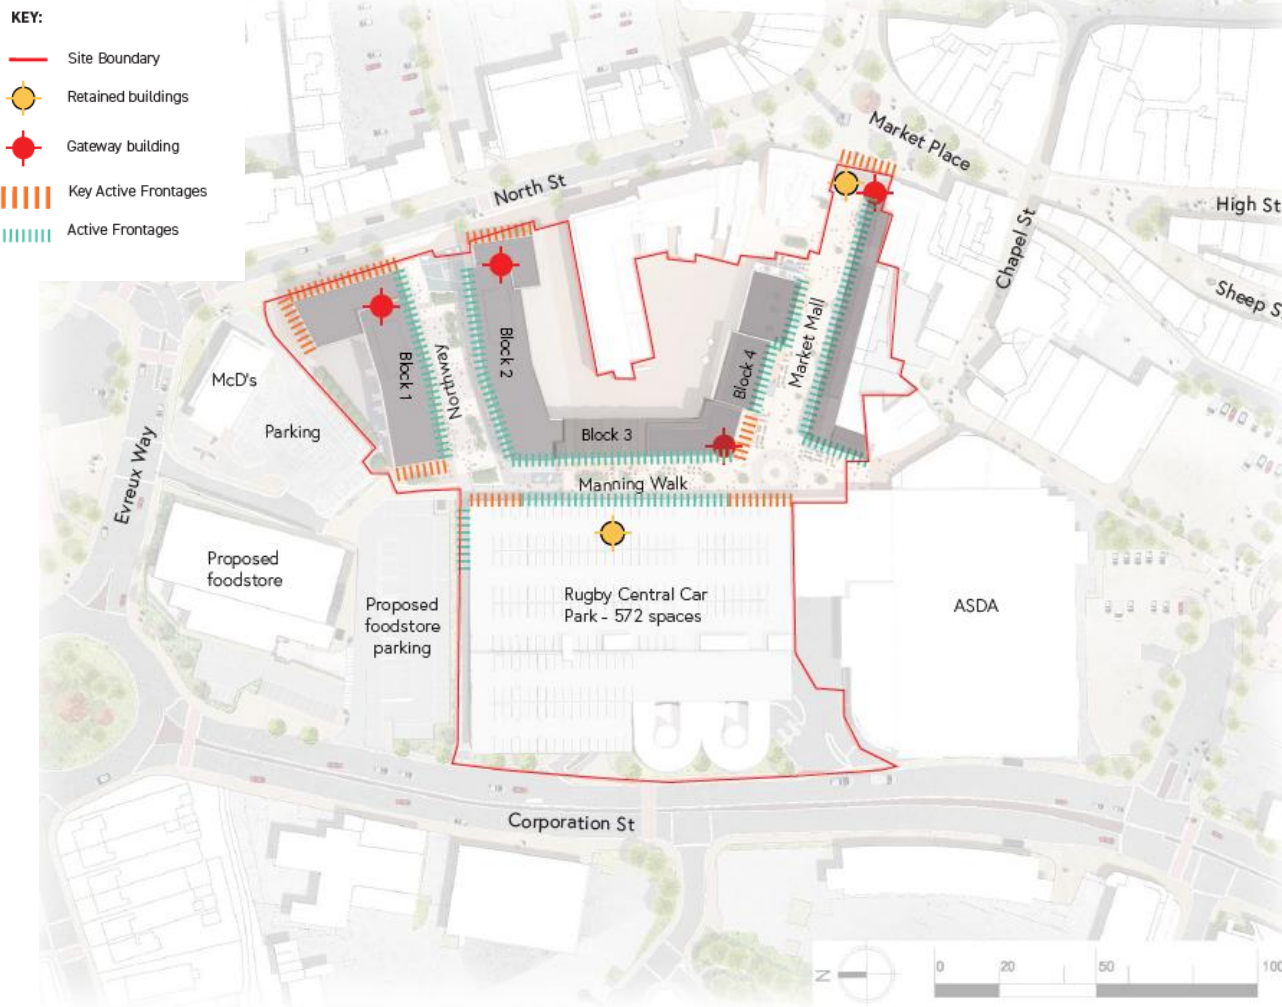 KEY:
Site Boundary
Retained buildings
Gateway building
Key Active Frontages
Active Frontages
Market Place
North St
High St
Chapel St
Sheep S
McD's
Parking
Evreux Way
Block 1
Northway
Block 2
Block 3
Block 4
Market Mall
Manning Walk
Proposed
foodstore
Proposed
foodstore
parking
Rugby Central Car
Park - 572 spaces
ASDA
Corporation St
N
0 20 50 100